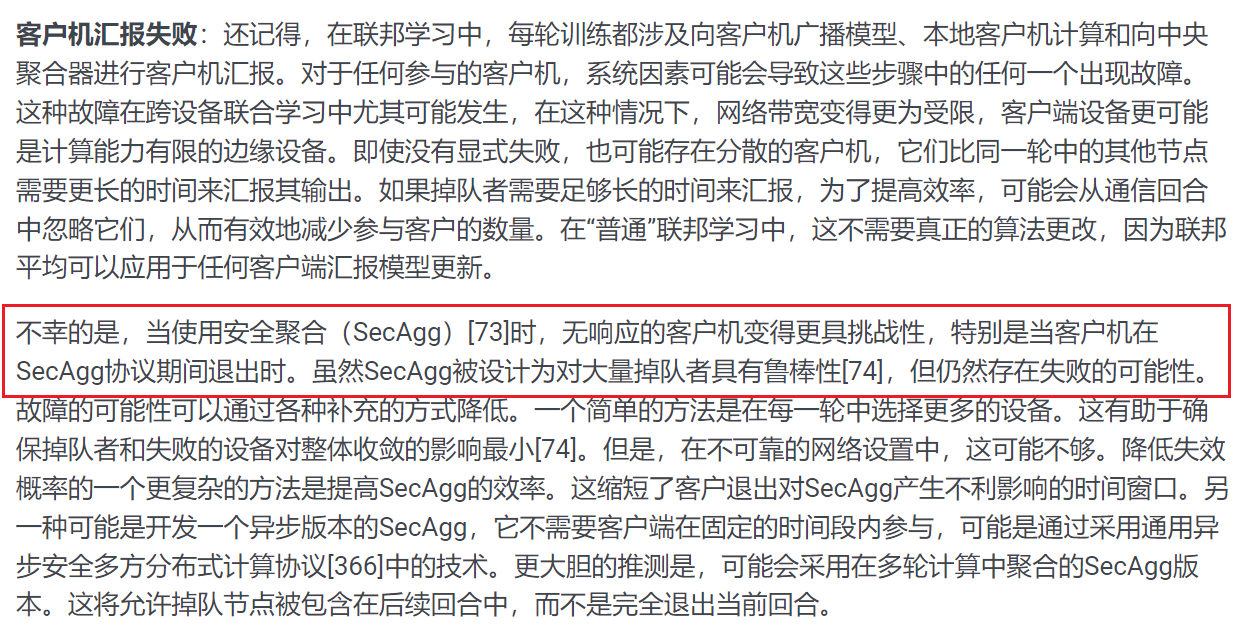 客户机汇报失败：还记得，在联邦学习中，每轮训练都涉及向客户机广播模型、本地客户机计算和向中央
聚合器进行客户机汇报。对于任何参与的客户机，系统因素可能会导致这些步骤中的任何一个出现故障。
这种故障在跨设备联合学习中尤其可能发生，在这种情况下，网络带宽变得更为受限，客户端设备更可能
是计算能力有限的边缘设备。即使没有显式失败，也可能存在分散的客户机，它们比同一轮中的其他节点
需要更长的时间来汇报其输出。如果掉队者需要足够长的时间来汇报，为了提高效率，可能会从通信回合
中忽略它们，从而有效地减少参与客户的数量。在“普通”联邦学习中，这不需要真正的算法更改，因为联邦
平均可以应用于任何客户端汇报模型更新。
不幸的是，当使用安全聚合（SecAgg）[73]时，无响应的客户机变得更具挑战性，特别是当客户机在
SecAgg协议期间退出时。虽然SecAgg被设计为对大量掉队者具有鲁棒性[74]，但仍然存在失败的可能性。
故障的可能性可以通过各种补充的方式降低。一个简单的方法是在每一轮中选择更多的设备。这有助于确
保掉队者和失败的设备对整体收敛的影响最小[74]。但是，在不可靠的网络设置中，这可能不够。降低失效
概率的一个更复杂的方法是提高SecAgg的效率。这缩短了客户退出对SecAgg产生不利影响的时间窗口。另
一种可能是开发一个异步版本的SecAgg，它不需要客户端在固定的时间段内参与，可能是通过采用通用异
步安全多方分布式计算协议[366]中的技术。更大胆的推测是，可能会采用在多轮计算中聚合的SecAgg版
本。这将允许掉队节点被包含在后续回合中，而不是完全退出当前回合。